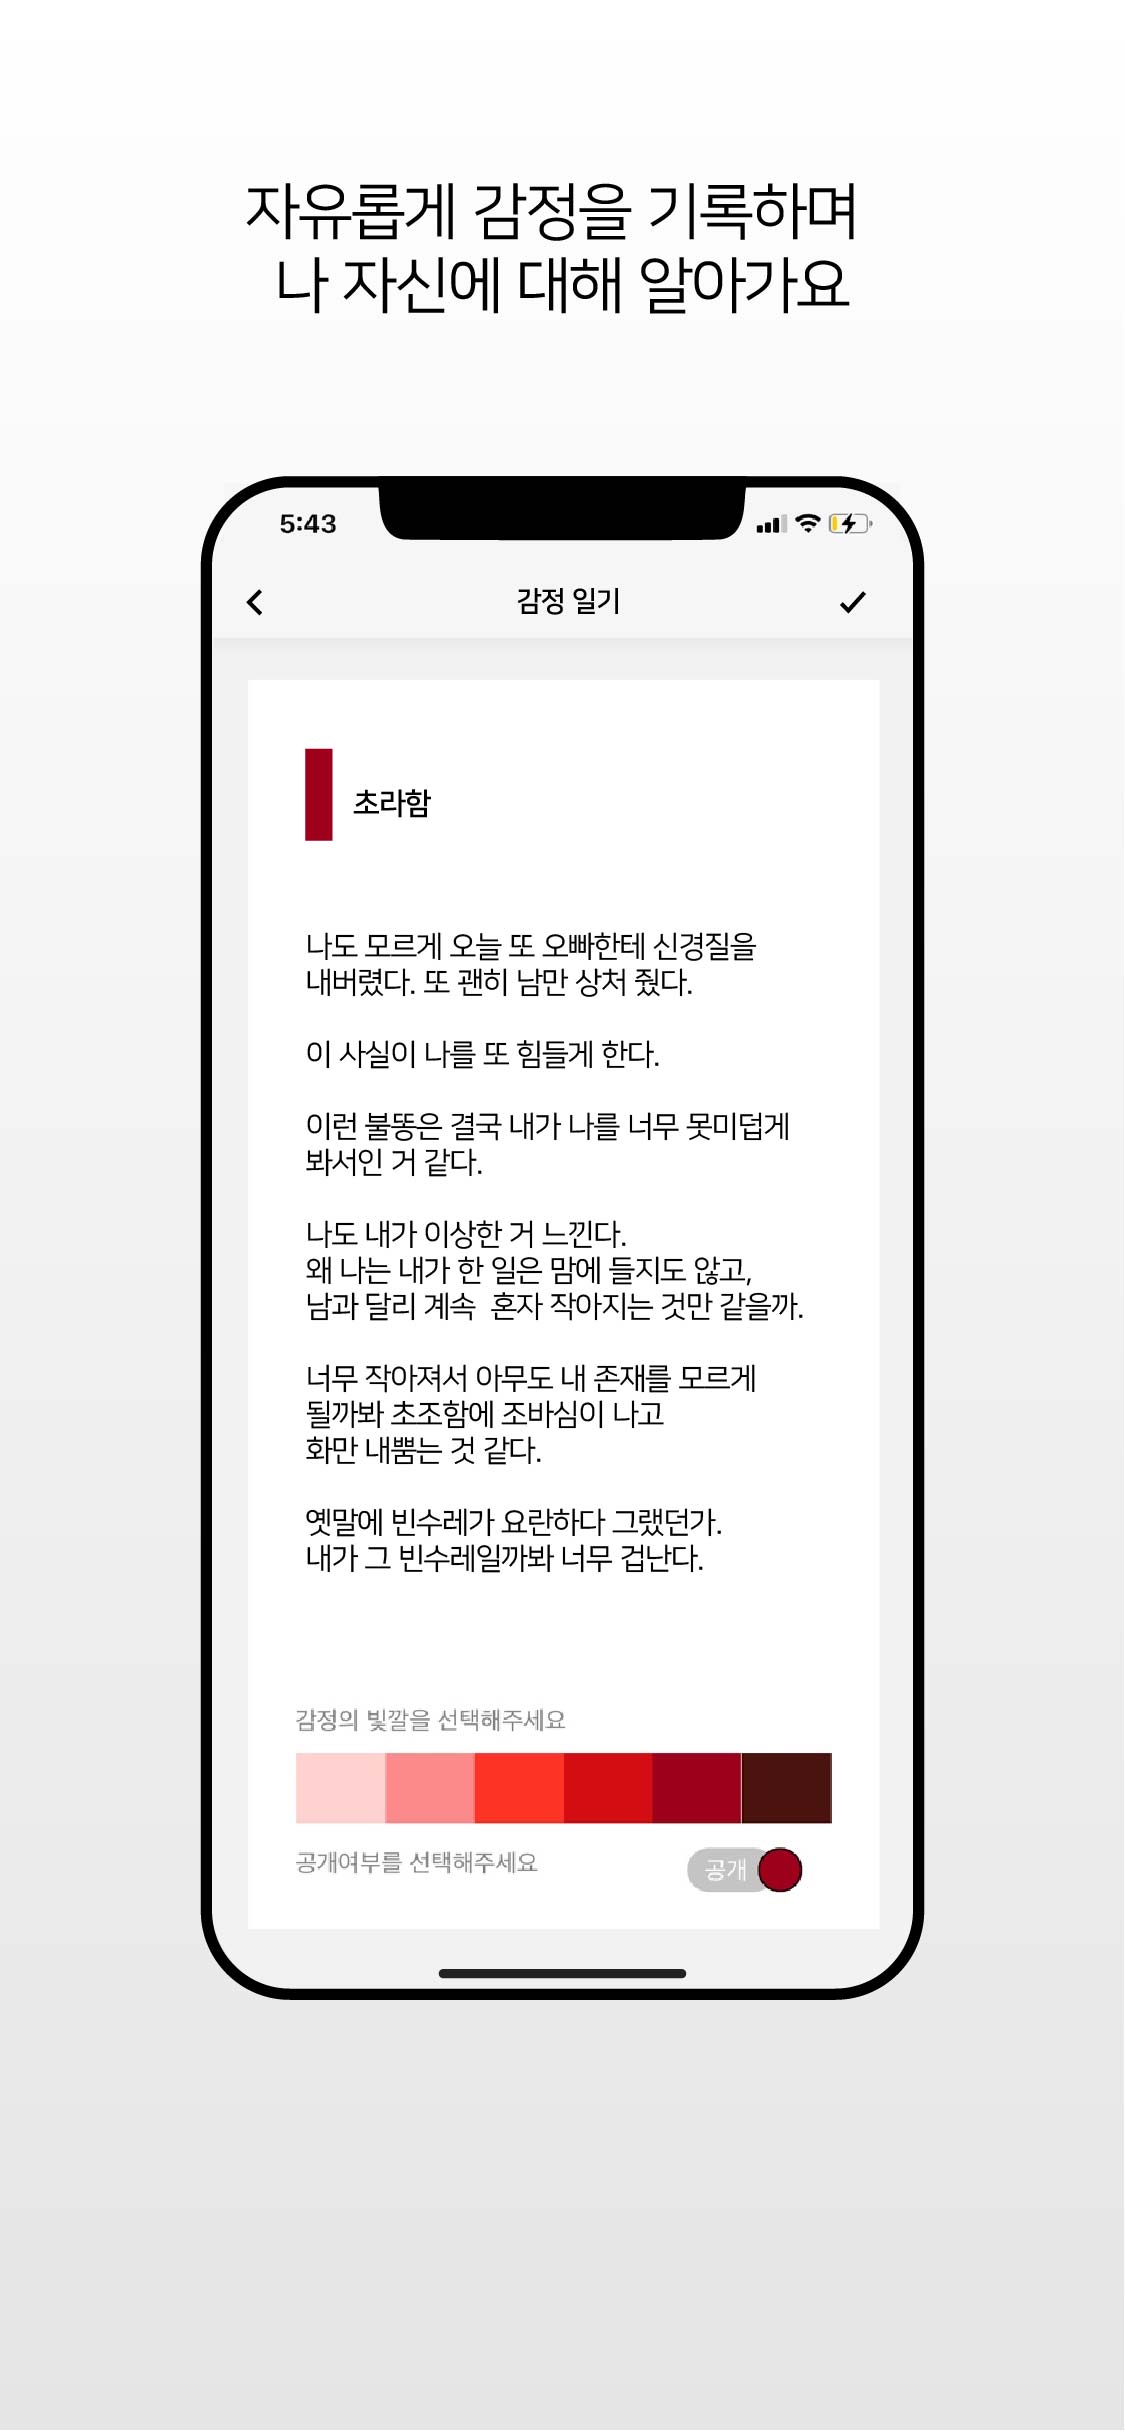 자유롭게 감정을 기록하며
나 자신에 대해 알아가요
5:43
감정 일기
초라함
나도 모르게 오늘 또 오빠한테 신경질을
내버렸다. 또 괜히 남만 상처 줬다.
이 사실이 나를 또 힘들게 한다.
이런 불똥은 결국 내가 나를 너무 못미덥게
봐서인 거 같다.
나도 내가 이상한 거 느낀다.
왜 나는 내가 한 일은 맘에 들지도 않고,
남과 달리 계속  혼자 작아지는 것만 같을까.
너무 작아져서 아무도 내 존재를 모르게
될까봐 초조함에 조바심이 나고
화만 내뿜는 것 같다.
옛말에 빈수레가 요란하다 그랬던가.
내가 그 빈수레일까봐 너무 겁난다.
감정의 빛깔을 선택해주세요
공개여부를 선택해주세요
공개